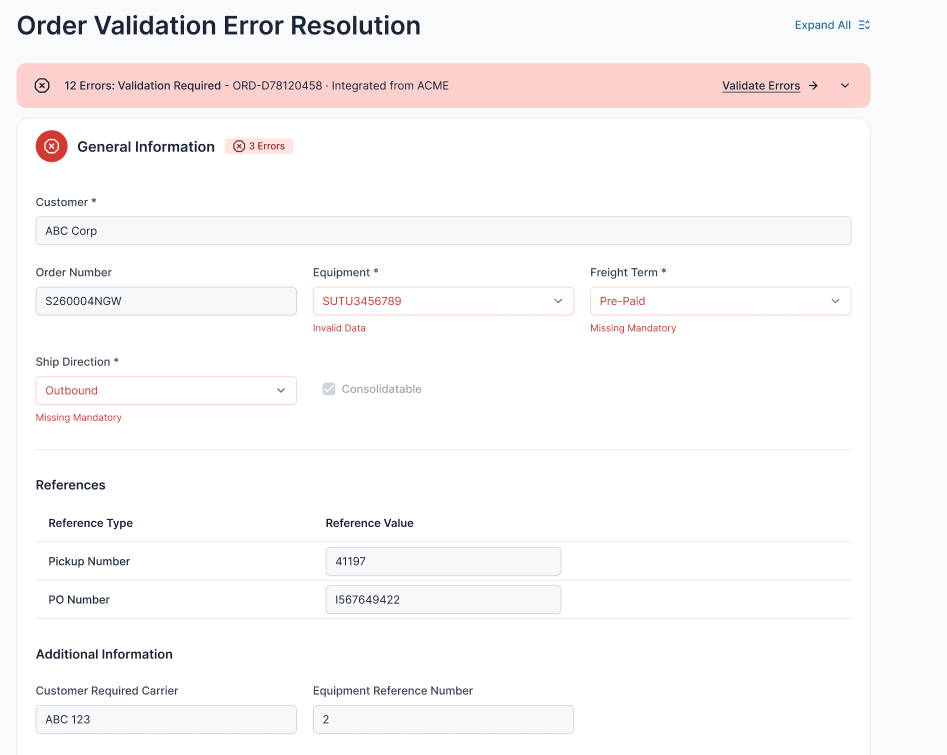 Order Validation Error Resolution
Expand All
12 Errors: Validation Required - ORD-D78120458 · Integrated from ACME
Validate Errors
General Information
3 Errors
Customer *
ABC Corp
Order Number
Equipment *
Freight Term *
S260004NGW
SUTU3456789
Pre-Paid
Invalid Data
Missing Mandatory
Ship Direction *
Outbound
Consolidatable
Missing Mandatory
References
Reference Type
Reference Value
Pickup Number
41197
PO Number
I567649422
Additional Information
Customer Required Carrier
Equipment Reference Number
ABC 123
2